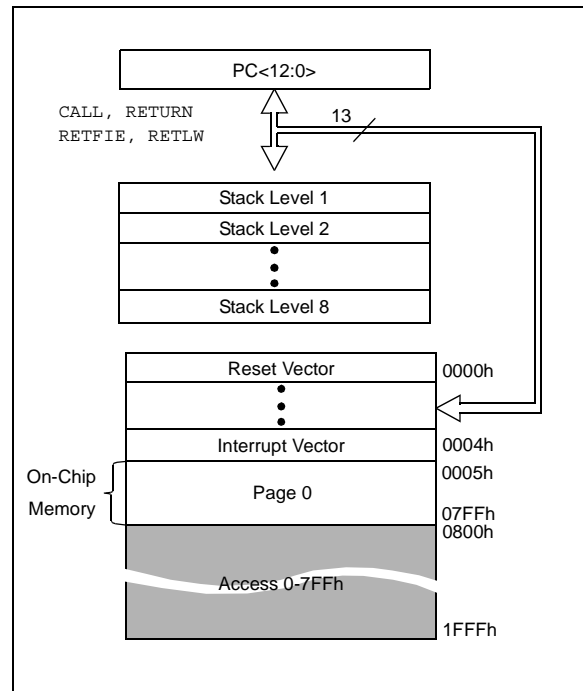 PC<12:0>
CALL, RETURN
RETFIE, RETLW
13
Stack Level 1
Stack Level 2
Stack Level 8
Reset Vector
0000h
Interrupt Vector
0004h
On-Chip
Memory
Page 0
0005h
07FFh
0800h
Access 0-7FFh
1FFFh